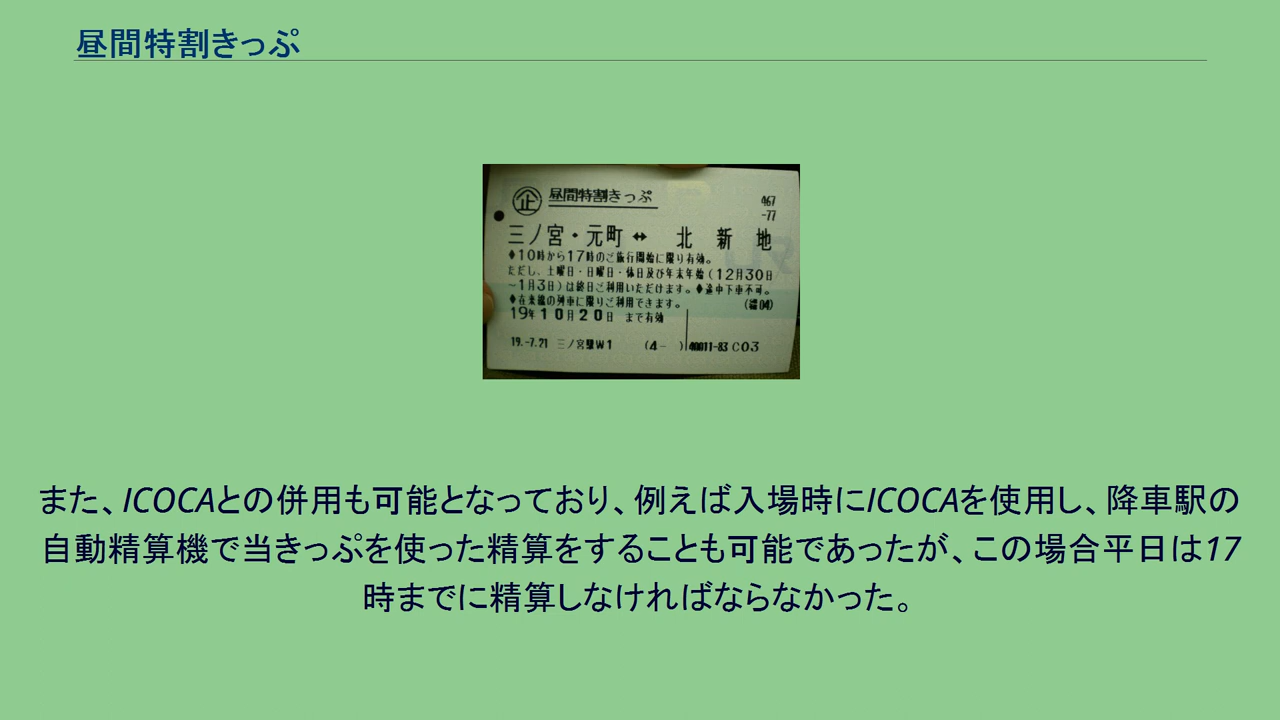 昼間特割きっぷ
企 昼間特割きっぷ
467
-77
三ノ宮・元町 ↔ 北新地
◆10時から17時のご旅行開始に限り有効。
ただし、土曜日・日曜日・休日及び年末年始(12月30日
～1月3日)は終日ご利用いただけます。◆途中下車不可。
◆在来線の列車に限りご利用できます。
19年10月20日 まで有効
19.-7.21 三ノ宮駅W1 (4- ) 40011-83 C03
また、ICOCAとの併用も可能となっており、例えば入場時にICOCAを使用し、降車駅の
自動精算機で当きっぷを使った精算をすることも可能であったが、この場合平日は17
時までに精算しなければならなかった。